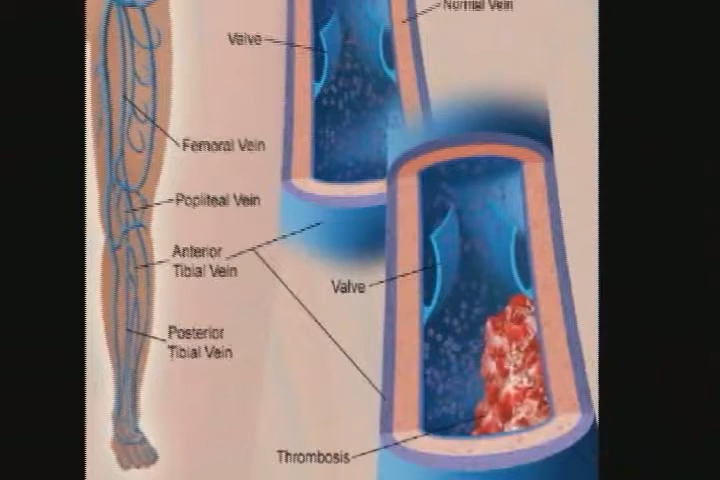 Normal Vein
Valve
Femoral Vein
Popliteal Vein
Anterior
Tibial Vein
Valve
Posterior
Tibial Vein
Thrombosis